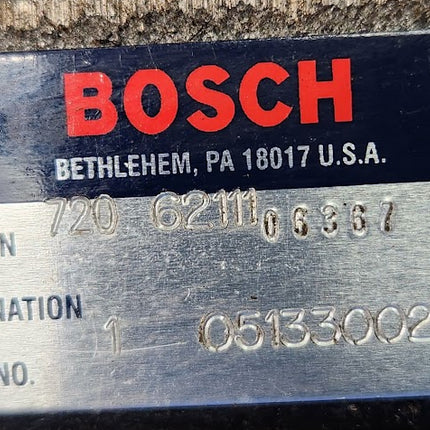 BOSCH
BETHLEHEM, PA 18017 U.S.A.
720 62111 06367
N
NATION
1 05133002
NO.